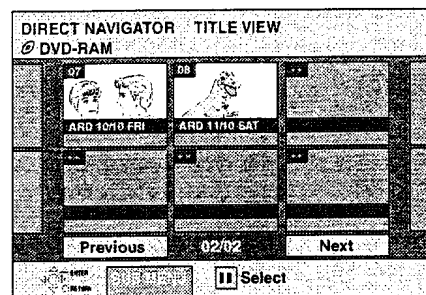 DIRECT NAVIGATOR TITLE VIEW
DVD-RAM
07 08 --
ARD 10/10 FRI ARD 11/10 SAT
-- -- --
Previous 02/02 Next
ENTER
RETURN
Select